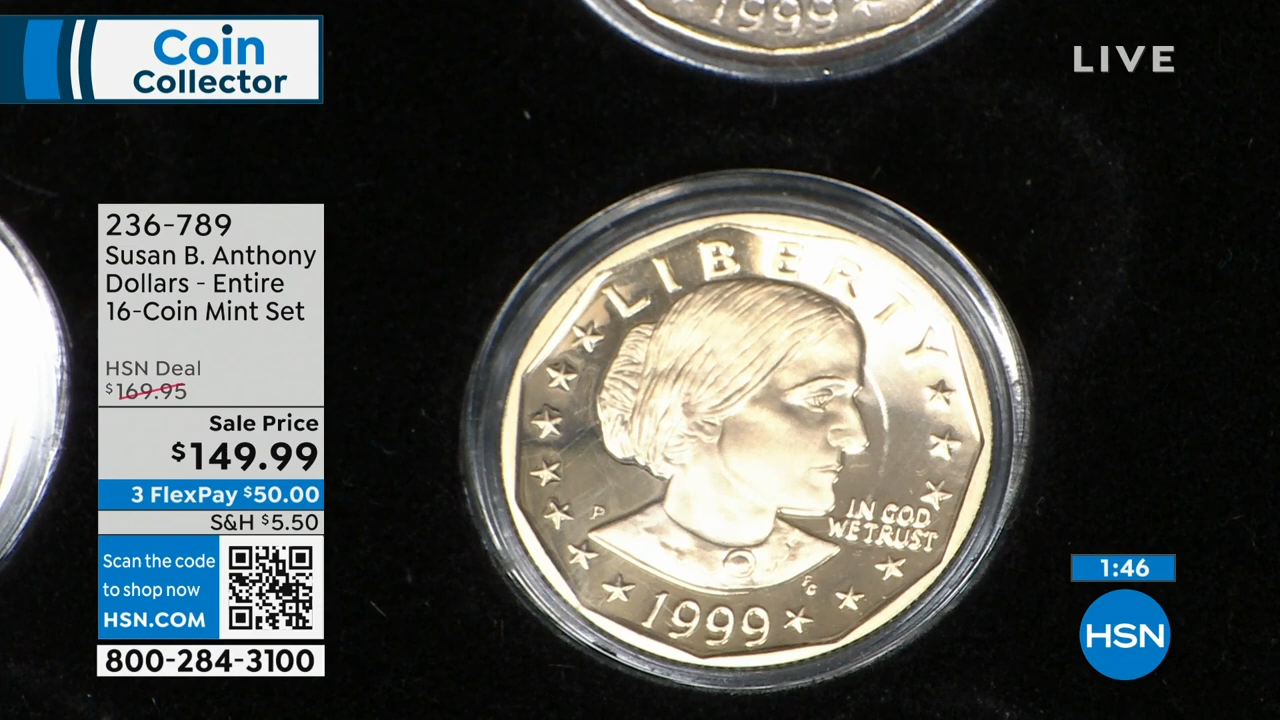 Coin
Collector
LIVE
1999
236-789
Susan B. Anthony
Dollars - Entire
16-Coin Mint Set
HSN Deal
$169.95
Sale Price
$149.99
3 FlexPay $50.00
S&H $5.50
Scan the code
to shop now
HSN.COM
800-284-3100
LIBERTY
P
IN GOD
WE TRUST
FG
1999
1:46
HSN